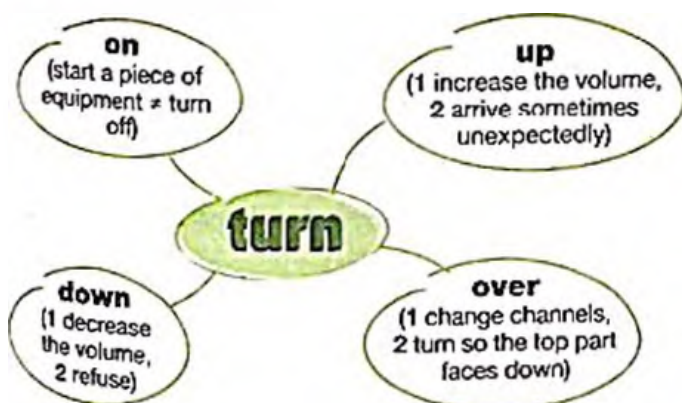 on
(start a piece of
equipment ≠ turn
off)
up
(1 increase the volume,
2 arrive sometimes
unexpectedly)
turn
down
(1 decrease
the volume,
2 refuse)
over
(1 change channels,
2 turn so the top part
faces down)